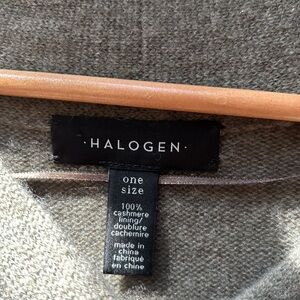 ·HALOGEN·
one
size
100%
cashmere
lining/
doublure
cachemire
made in
china
fabriqué
en chine